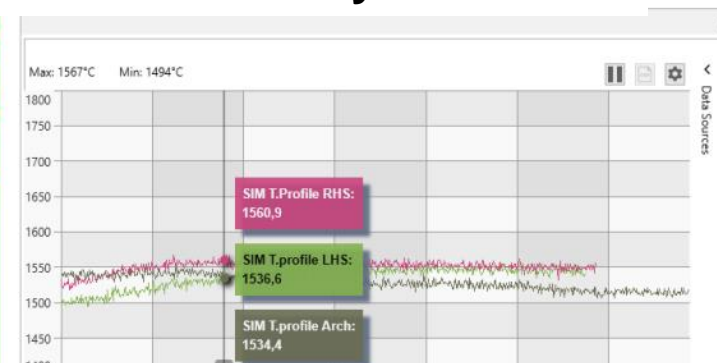 Max: 1567°C Min: 1494°C
Data Sources
1800
1750
1700
1650
1600
1550
1500
1450
SIM T.Profile RHS:
1560,9
SIM T.profile LHS:
1536,6
SIM T.profile Arch:
1534,4